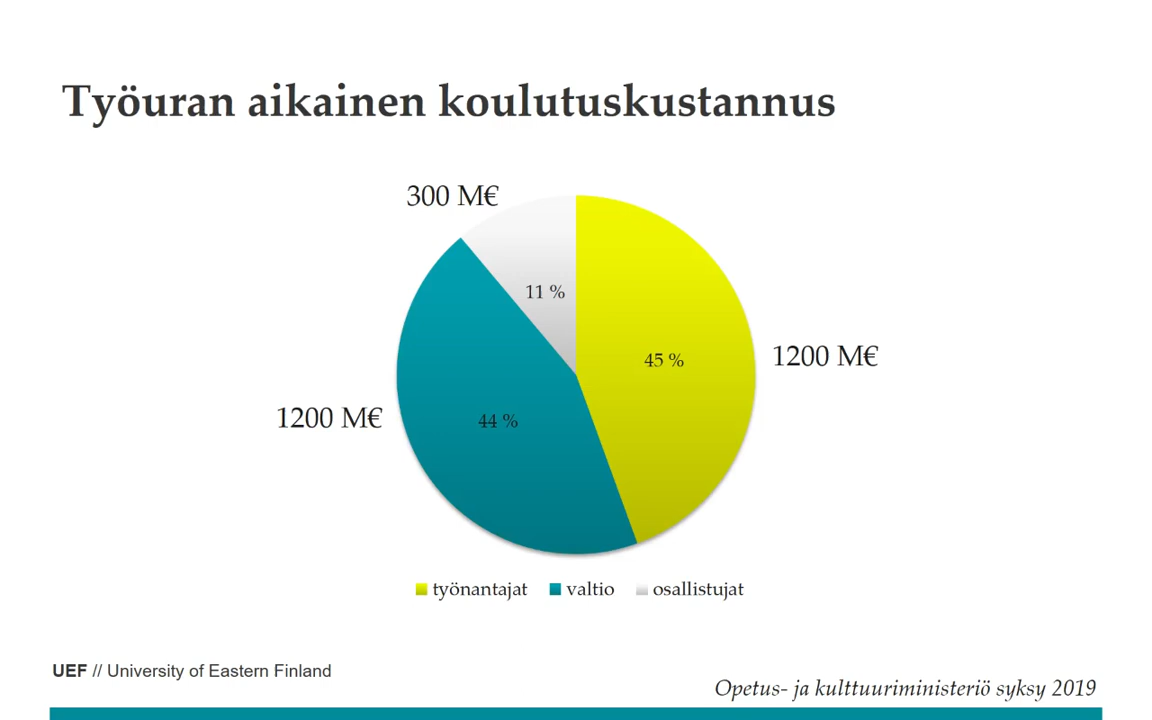 Työuran aikainen koulutuskustannus
300 M€
11 %
45 %
1200 M€
1200 M€
44 %
työnantajat valtio osallistujat
UEF // University of Eastern Finland
Opetus- ja kulttuuriministeriö syksy 2019